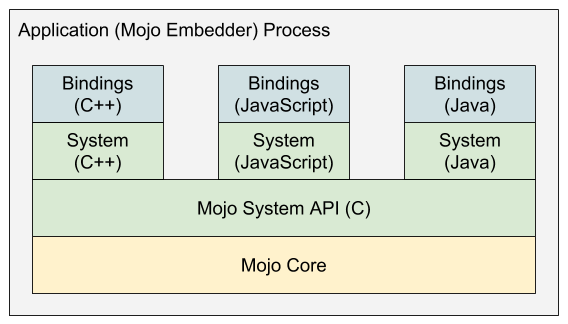 Application (Mojo Embedder) Process
Bindings
(C++)
Bindings
(JavaScript)
Bindings
(Java)
System
(C++)
System
(JavaScript)
System
(Java)
Mojo System API (C)
Mojo Core